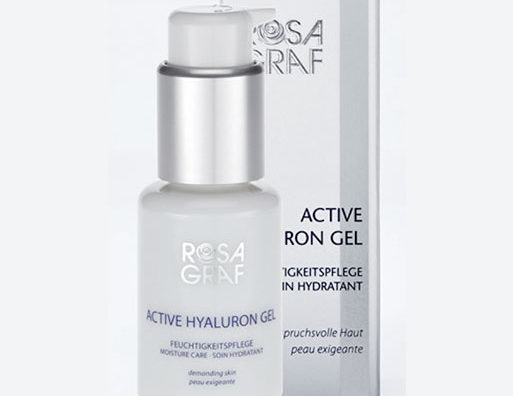 ROSA
GRAF
ACTIVE
RON GEL
TIGKEITSPFLEGE
IN HYDRATANT
pruchsvolle Haut
peau exigeante
ROSA
GRAF
ACTIVE HYALURON GEL
FEUCHTIGKEITSPFLEGE
MOISTURE CARE · SOIN HYDRATANT
demanding skin
peau exigeante